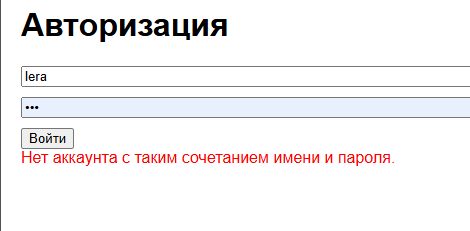 Авторизация
lera
•••
Войти
Нет аккаунта с таким сочетанием имени и пароля.